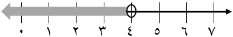 ٠ ١ ٢ ٣ ٤ ٥ ٦ ٧